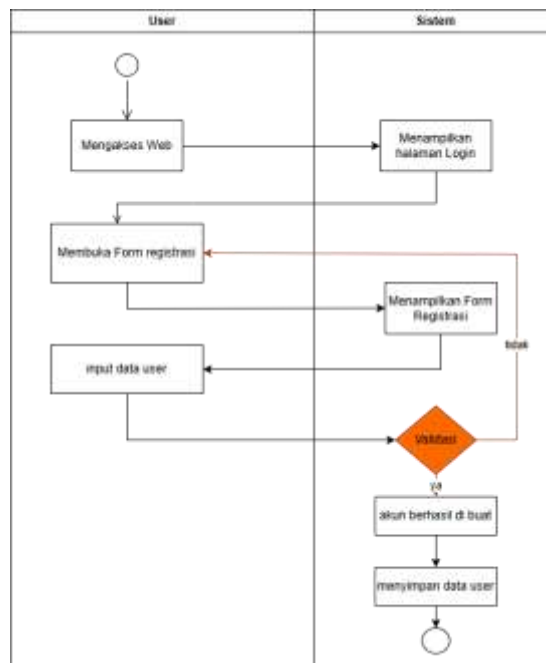 User
Sistem
Mengakses Web
Menampilkan
halaman Login
Membuka Form registrasi
Menampilkan Form
Registrasi
tidak
input data user
Validasi
ya
akun berhasil di buat
menyimpan data user